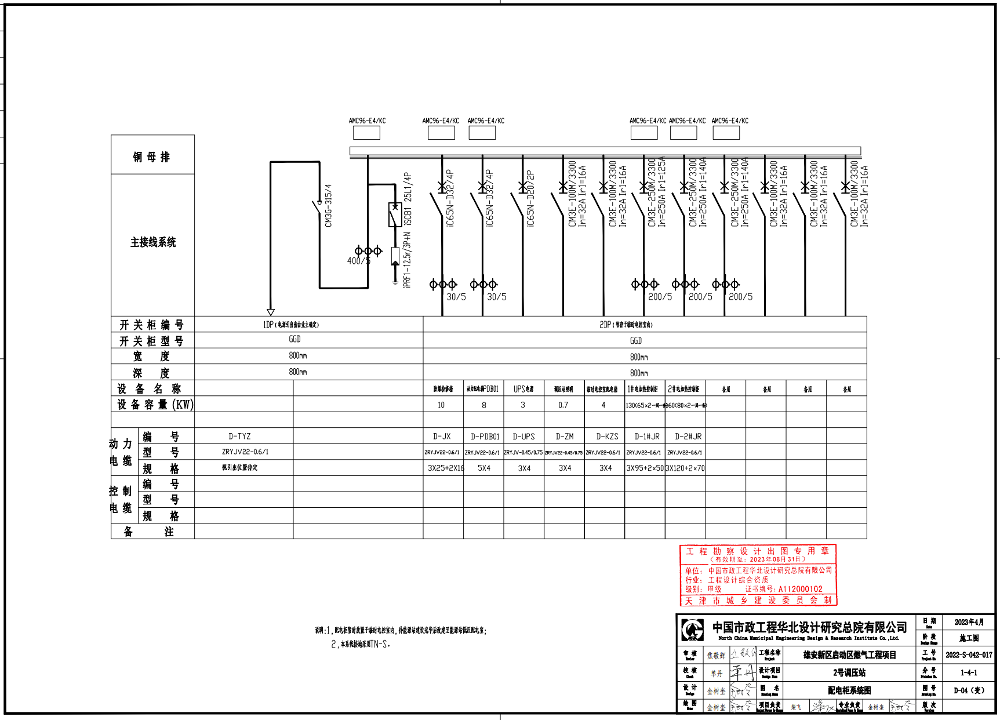 AMC96-E4/KC AMC96-E4/KC AMC96-E4/KC AMC96-E4/KC AMC96-E4/KC AMC96-E4/KC
铜母排
主接线系统
CM3G-315/4
400/5
iSCB1 25L1/4P
iPRF1-12.5r/3P+N
iC65N-D32/4P
30/5
iC65N-D32/4P
30/5
iC65N-D20/2P
CM3E-100M/3300
In=32A Ir1=16A
CM3E-100M/3300
In=32A Ir1=16A
CM3E-250M/3300
In=250A Ir1=125A
200/5
CM3E-250M/3300
In=250A Ir1=140A
200/5
CM3E-250M/3300
In=250A Ir1=140A
200/5
CM3E-100M/3300
In=32A Ir1=16A
CM3E-100M/3300
In=32A Ir1=16A
CM3E-100M/3300
In=32A Ir1=16A
开关柜编号 1DP(电源引出由业主确定) 2DP(暂存于临时电控室内)
开关柜型号 GGD GGD
宽 度 800mm 800mm
深 度 800mm 800mm
设备名称 防爆检修箱 动力配电箱PDB01 UPS电源 调压站照明 临时电控室配电箱 1#电加热控制柜 2#电加热控制柜 备用 备用 备用 备用
设备容量(KW) 10 8 3 0.7 4 130(65×2一用一备) 160(80×2一用一备)
动力电缆
编 号 D-TYZ D-JX D-PDB01 D-UPS D-ZM D-KZS D-1#JR D-2#JR
型 号 ZRYJV22-0.6/1 ZRYJV22-0.6/1 ZRYJV22-0.6/1 ZRYJV-0.45/0.75 ZRYJV22-0.45/0.75 ZRYJV22-0.6/1 ZRYJV22-0.6/1 ZRYJV22-0.6/1
规 格 视引出位置待定 3X25+2X16 5X4 3X4 3X4 3X4 3X95+2×50 3X120+2×70
控制电缆
编 号
型 号
规 格
备 注
工程勘察设计出图专用章
(有效期至: 2023年08月31日)
单位: 中国市政工程华北设计研究总院有限公司
行业: 工程设计综合资质
级别: 甲级 证书编号: A112000102
天津市城乡建设委员会制
说明:1,配电柜暂时放置于临时电控室内,待能源站建设完毕后改建至能源站低压配电室;
2,本系统接地采用TN-S。
中国市政工程华北设计研究总院有限公司
North China Municipal Engineering Design & Research Institute Co.,Ltd.
日期 Date 2023年4月
阶段 Design Stage 施工图
审核 焦敬辉 工程名称 Project 雄安新区启动区燃气工程项目 工号 Project No. 2022-S-042-017
校核 Check 单丹 单丹 设计项目 Design Item 2号调压站 分号 Division No. 1-4-1
设计 Design 金树奎 图名 Drawing Name 配电柜系统图 图号 Drawing No. D-04(变)
绘图 Draw 金树奎 项目负责 柴飞 专业负责 金树奎 版次 Version